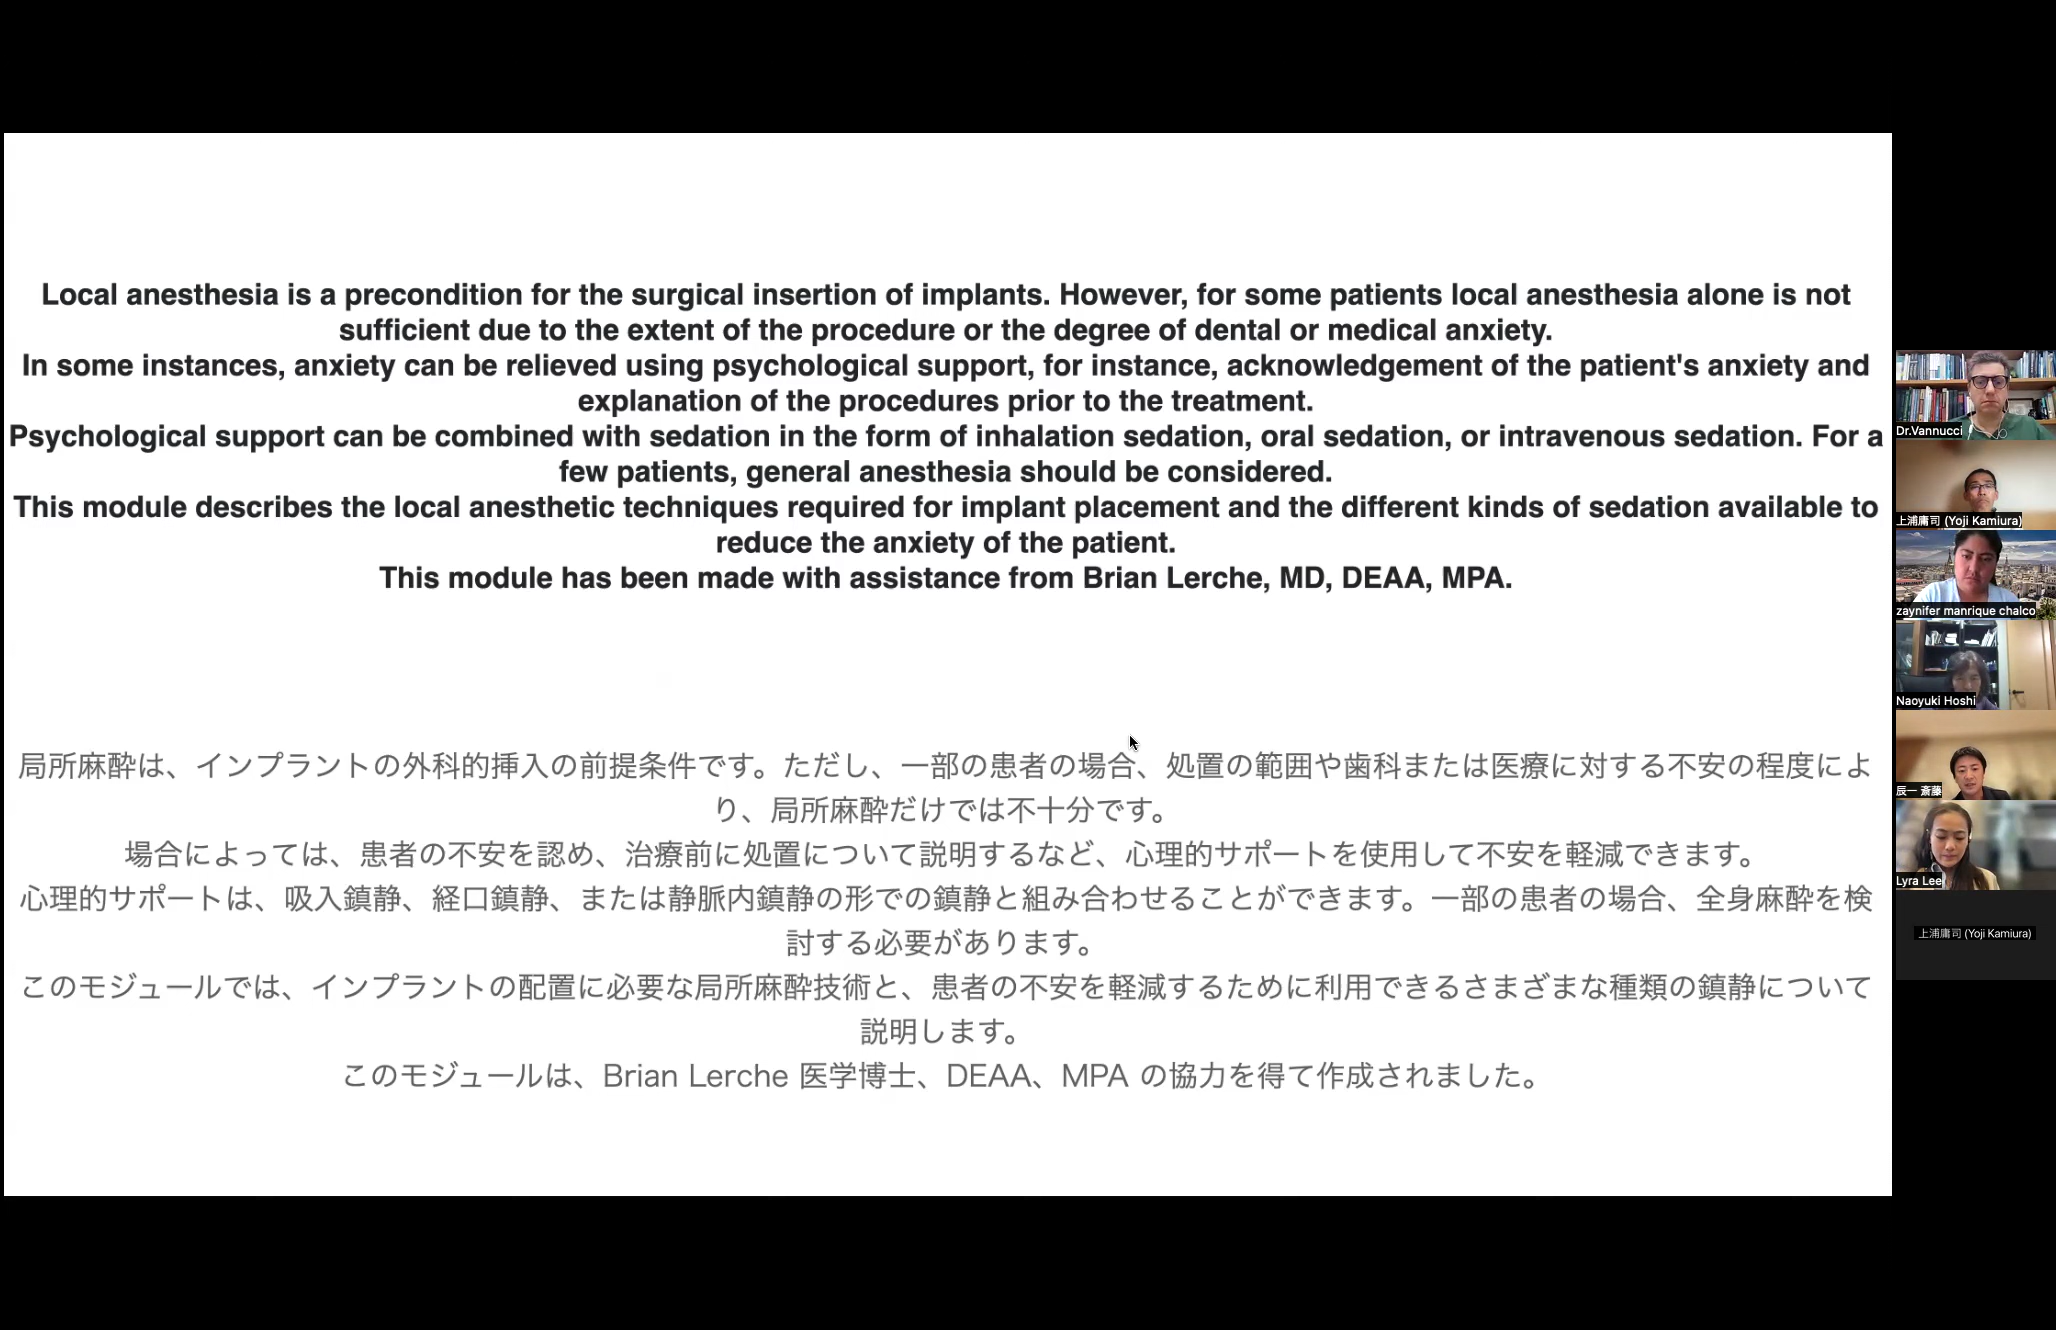 Local anesthesia is a precondition for the surgical insertion of implants. However, for some patients local anesthesia alone is not
sufficient due to the extent of the procedure or the degree of dental or medical anxiety.
In some instances, anxiety can be relieved using psychological support, for instance, acknowledgement of the patient's anxiety and
explanation of the procedures prior to the treatment.
Psychological support can be combined with sedation in the form of inhalation sedation, oral sedation, or intravenous sedation. For a
few patients, general anesthesia should be considered.
This module describes the local anesthetic techniques required for implant placement and the different kinds of sedation available to
reduce the anxiety of the patient.
This module has been made with assistance from Brian Lerche, MD, DEAA, MPA.
局所麻酔は、インプラントの外科的挿入の前提条件です。ただし、一部の患者の場合、処置の範囲や歯科または医療に対する不安の程度によ
り、局所麻酔だけでは不十分です。
場合によっては、患者の不安を認め、治療前に処置について説明するなど、心理的サポートを使用して不安を軽減できます。
心理的サポートは、吸入鎮静、経口鎮静、または静脈内鎮静の形での鎮静と組み合わせることができます。一部の患者の場合、全身麻酔を検
討する必要があります。
このモジュールでは、インプラントの配置に必要な局所麻酔技術と、患者の不安を軽減するために利用できるさまざまな種類の鎮静について
説明します。
このモジュールは、Brian Lerche 医学博士、DEAA、MPA の協力を得て作成されました。
Dr.Vannucci
上浦庸司 (Yoji Kamiura)
zaynifer manrique chalco
Naoyuki Hoshi
辰一 斎藤
Lyra Lee
上浦庸司 (Yoji Kamiura)